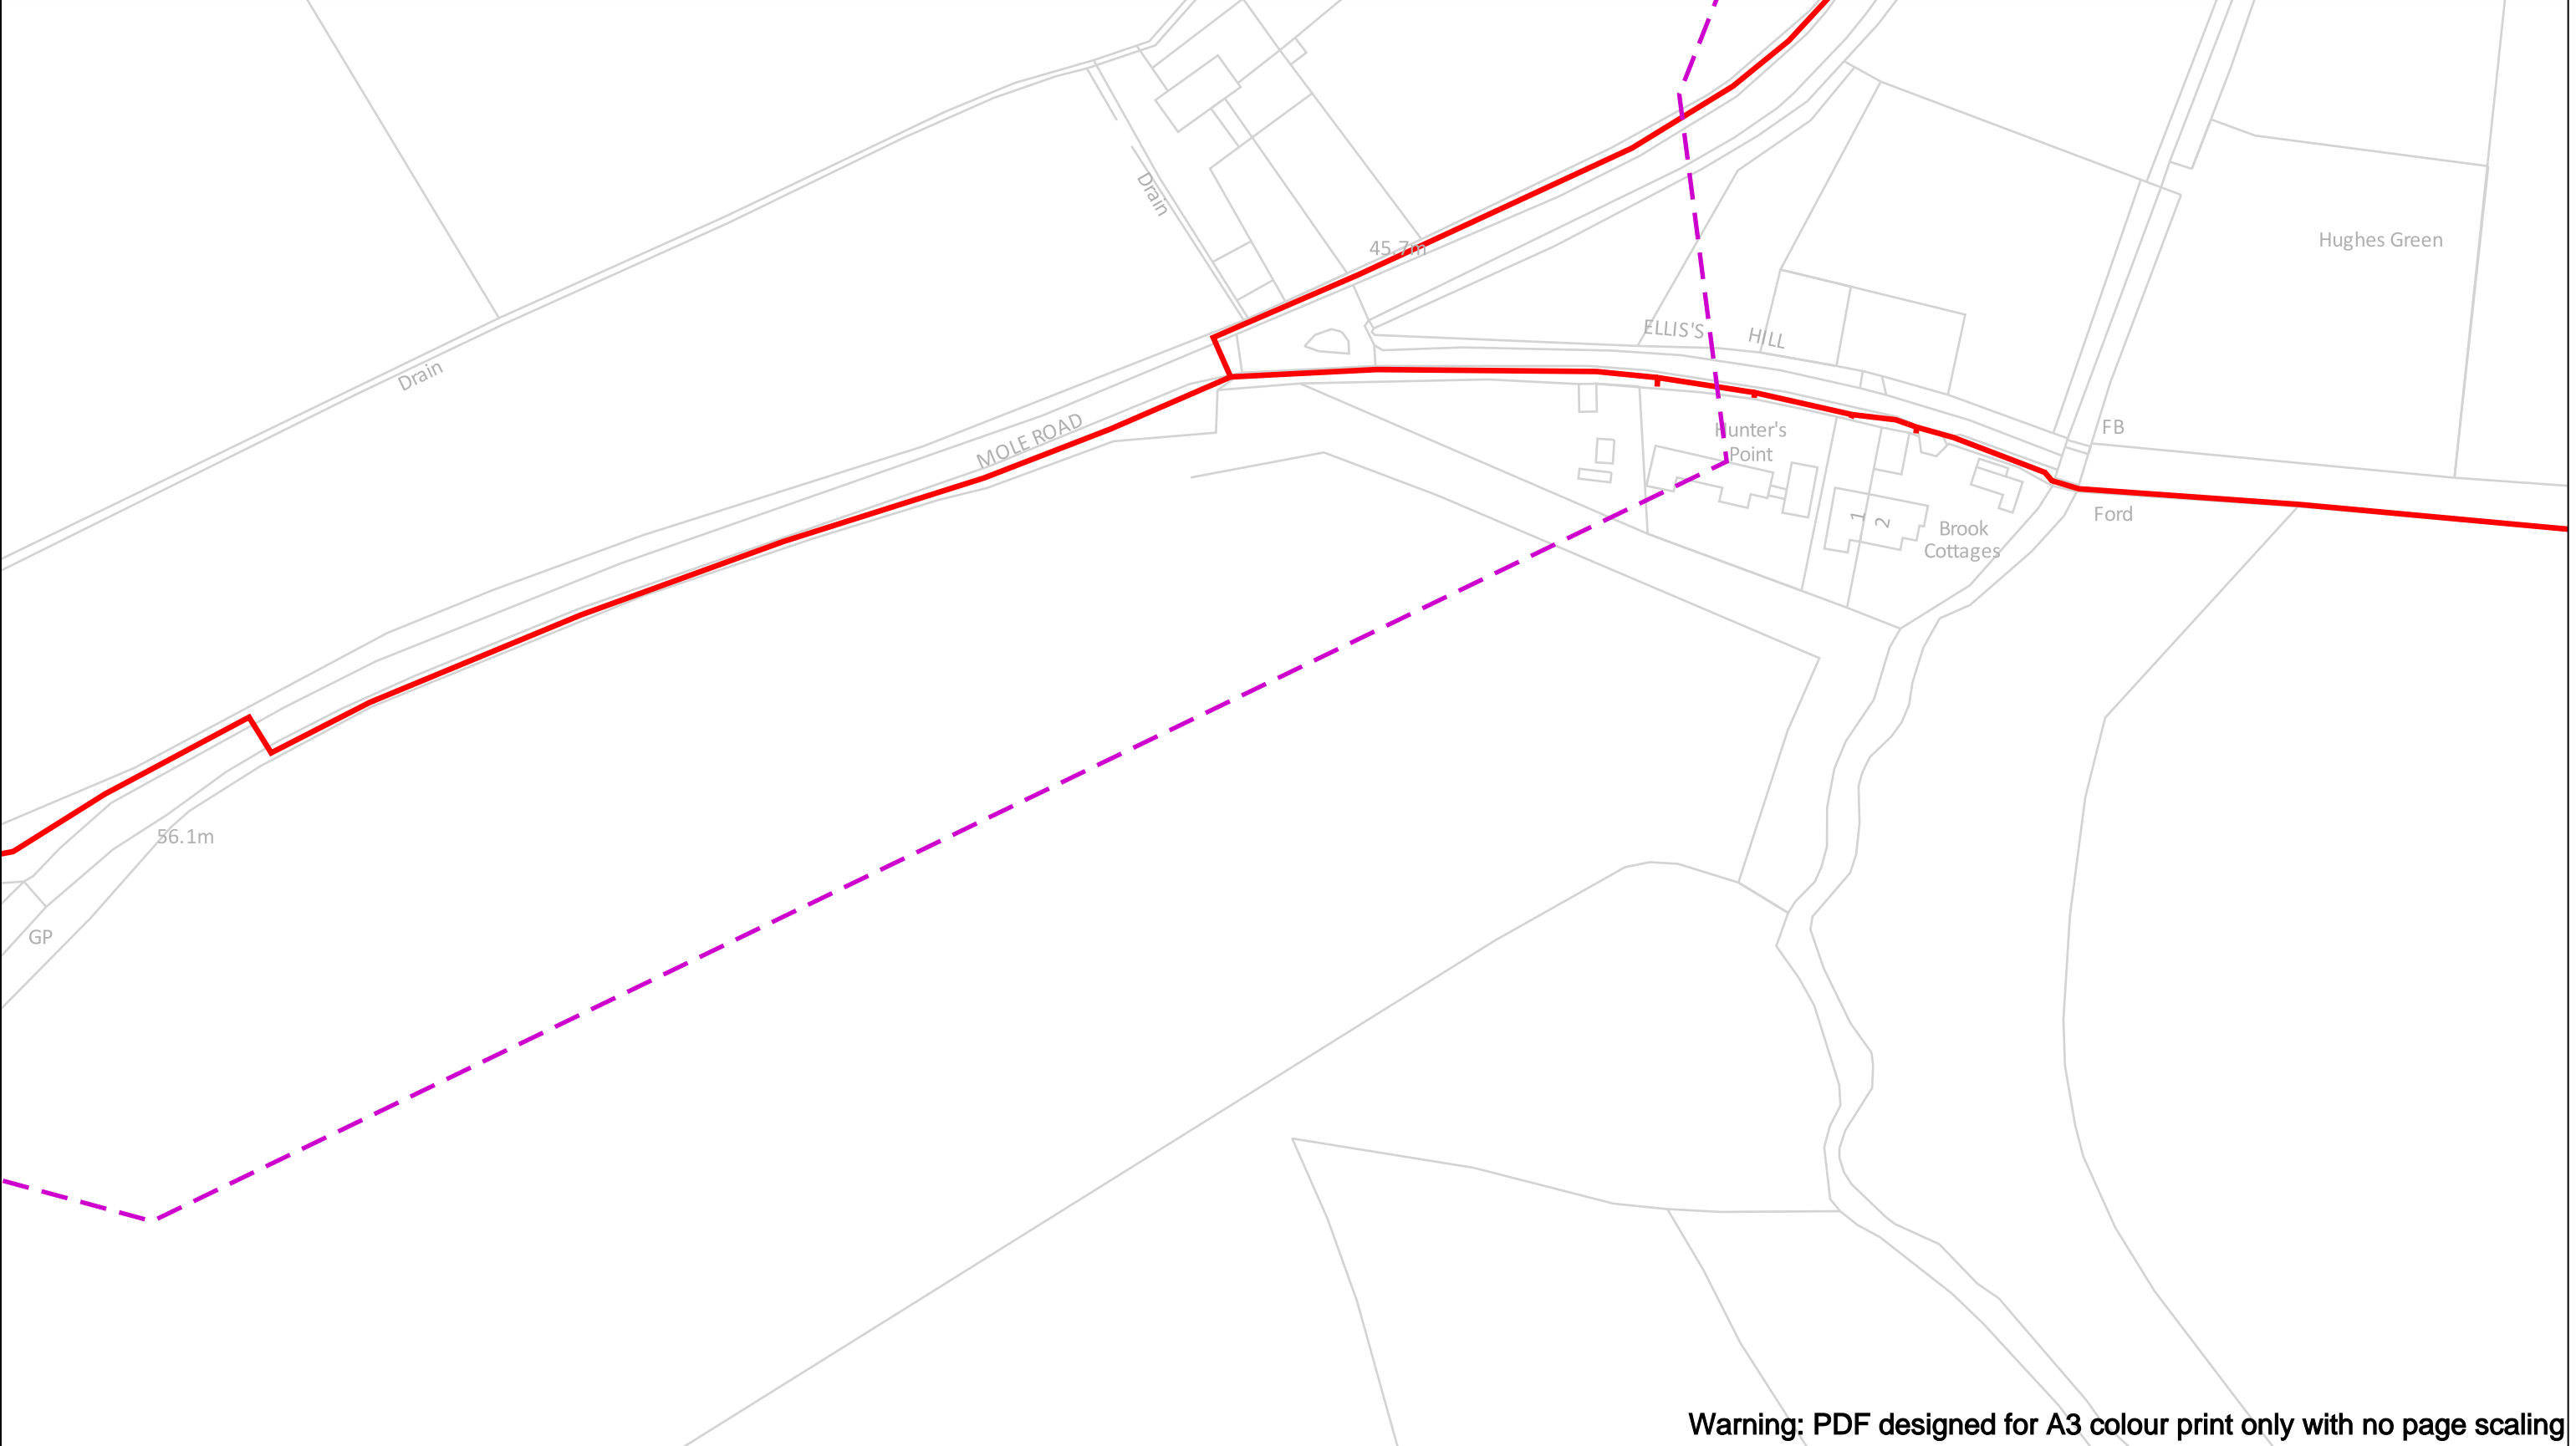 Drain
45.7m
Hughes Green
ELLIS'S HILL
Drain
MOLE ROAD
Hunter's
Point
FB
1
2
Ford
Brook
Cottages
56.1m
GP
Warning: PDF designed for A3 colour print only with no page scaling